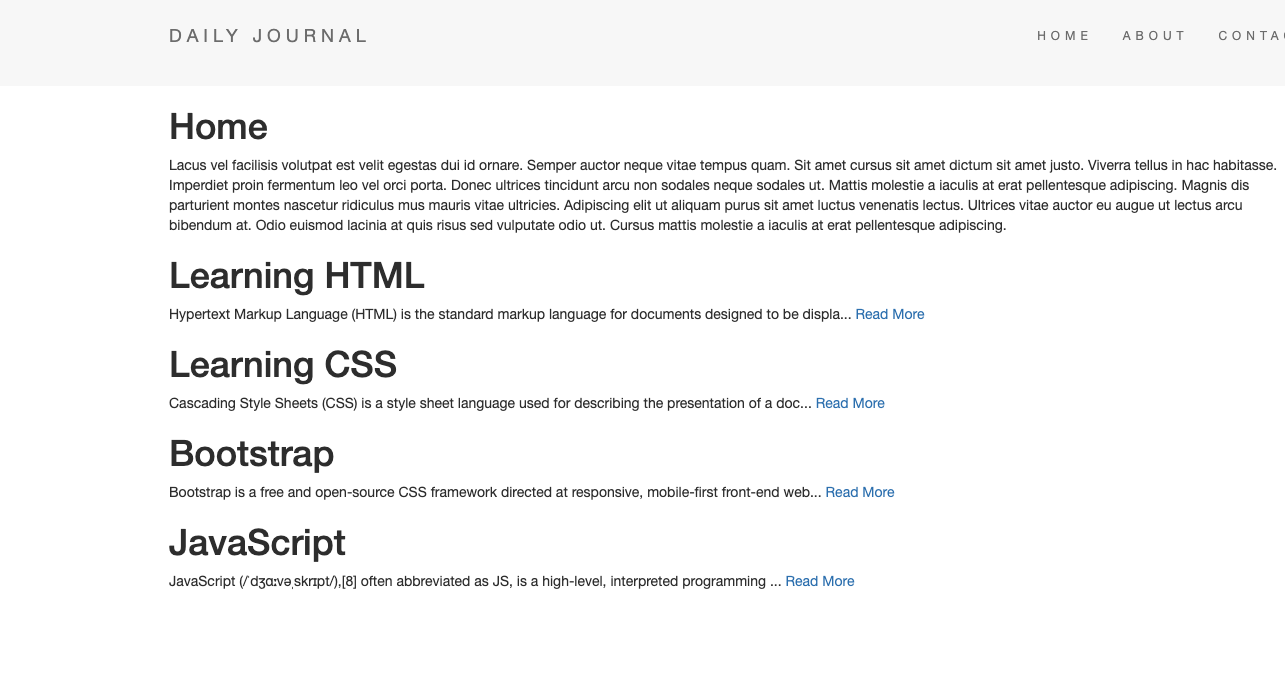 DAILY JOURNAL
HOME ABOUT
Home
Lacus vel facilisis volutpat est velit egestas dui id ornare. Semper auctor neque vitae tempus quam. Sit amet cursus sit amet dictum sit amet justo. Viverra tellus in hac habitasse.
Imperdiet proin fermentum leo vel orci porta. Donec ultrices tincidunt arcu non sodales neque sodales ut. Mattis molestie a iaculis at erat pellentesque adipiscing. Magnis dis
parturient montes nascetur ridiculus mus mauris vitae ultricies. Adipiscing elit ut aliquam purus sit amet luctus venenatis lectus. Ultrices vitae auctor eu augue ut lectus arcu
bibendum at. Odio euismod lacinia at quis risus sed vulputate odio ut. Cursus mattis molestie a iaculis at erat pellentesque adipiscing.
Learning HTML
Hypertext Markup Language (HTML) is the standard markup language for documents designed to be displa... Read More
Learning CSS
Cascading Style Sheets (CSS) is a style sheet language used for describing the presentation of a doc... Read More
Bootstrap
Bootstrap is a free and open-source CSS framework directed at responsive, mobile-first front-end web... Read More
JavaScript
JavaScript (/ˈdʒɑːvəˌskrɪpt/),[8] often abbreviated as JS, is a high-level, interpreted programming ... Read More